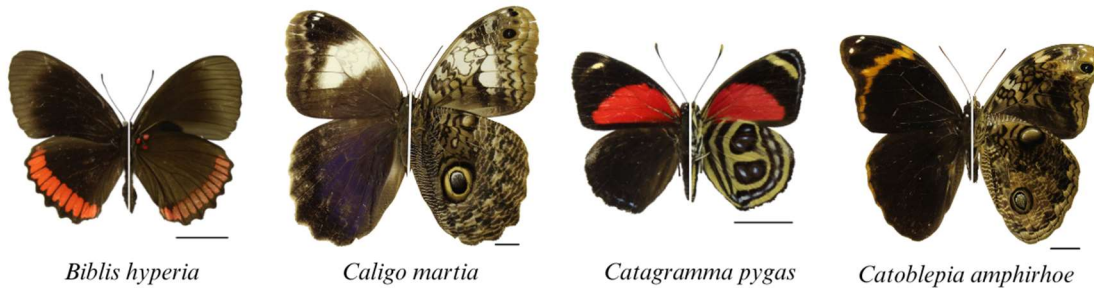 Biblis hyperia
Caligo martia
Catagramma pygas
Catoblepia amphirhoe